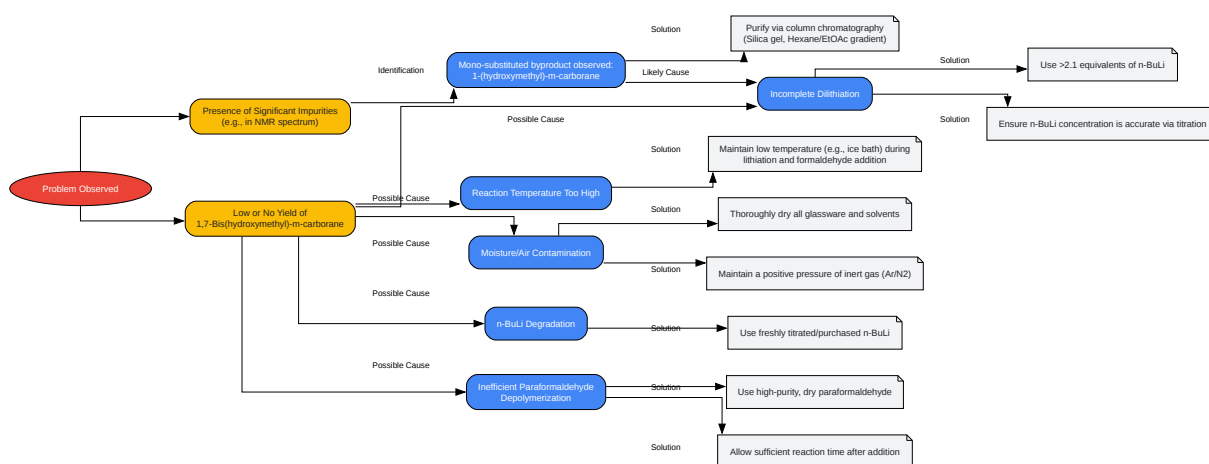 Solution
Purify via column chromatography
(Silica gel, Hexane/EtOAc gradient)
Identification
Mono-substituted byproduct observed:
1-(hydroxymethyl)-m-carborane
Likely Cause
Solution
Use >2.1 equivalents of n-BuLi
Incomplete Dilithiation
Presence of Significant Impurities
(e.g., in NMR spectrum)
Possible Cause
Solution
Ensure n-BuLi concentration is accurate via titration
Solution
Maintain low temperature (e.g., ice bath) during
lithiation and formaldehyde addition
Problem Observed
Possible Cause
Reaction Temperature Too High
Low or No Yield of
1,7-Bis(hydroxymethyl)-m-carborane
Solution
Thoroughly dry all glassware and solvents
Possible Cause
Moisture/Air Contamination
Solution
Maintain a positive pressure of inert gas (Ar/N2)
Possible Cause
n-BuLi Degradation
Solution
Use freshly titrated/purchased n-BuLi
Possible Cause
Inefficient Paraformaldehyde
Depolymerization
Solution
Use high-purity, dry paraformaldehyde
Solution
Allow sufficient reaction time after addition